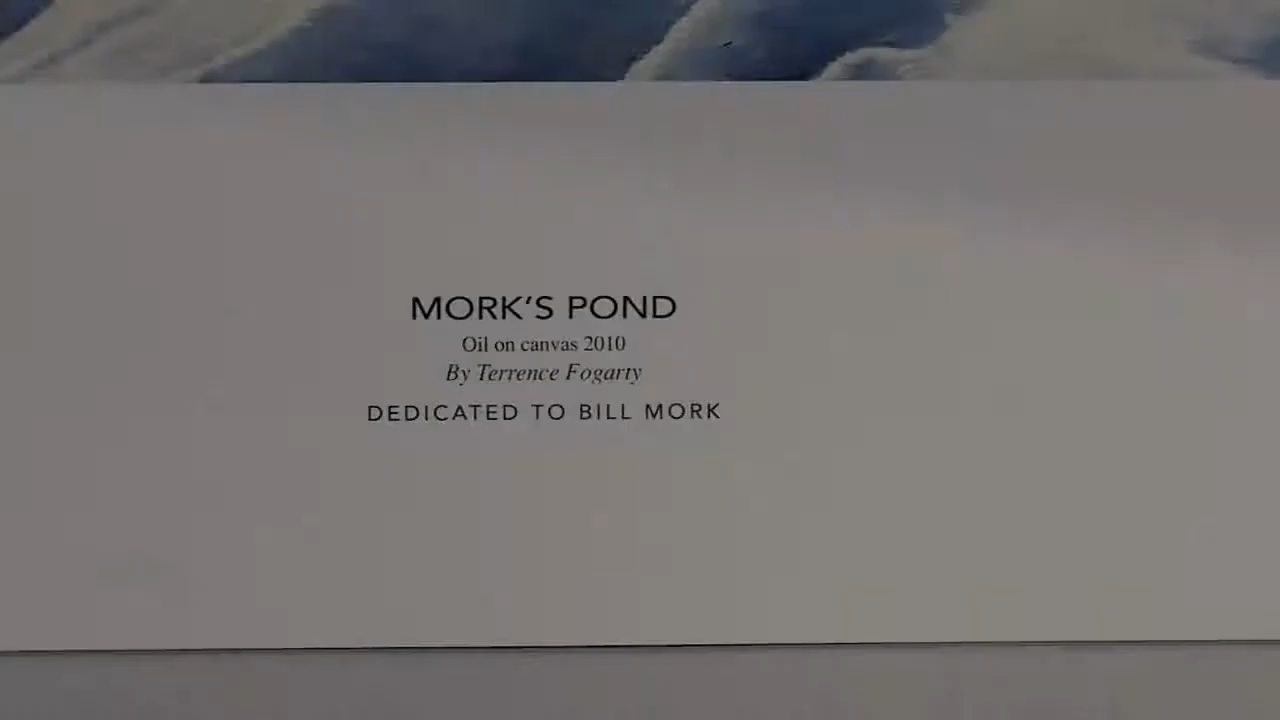 MORK'S POND
Oil on canvas 2010
By Terrence Fogarty
DEDICATED TO BILL MORK